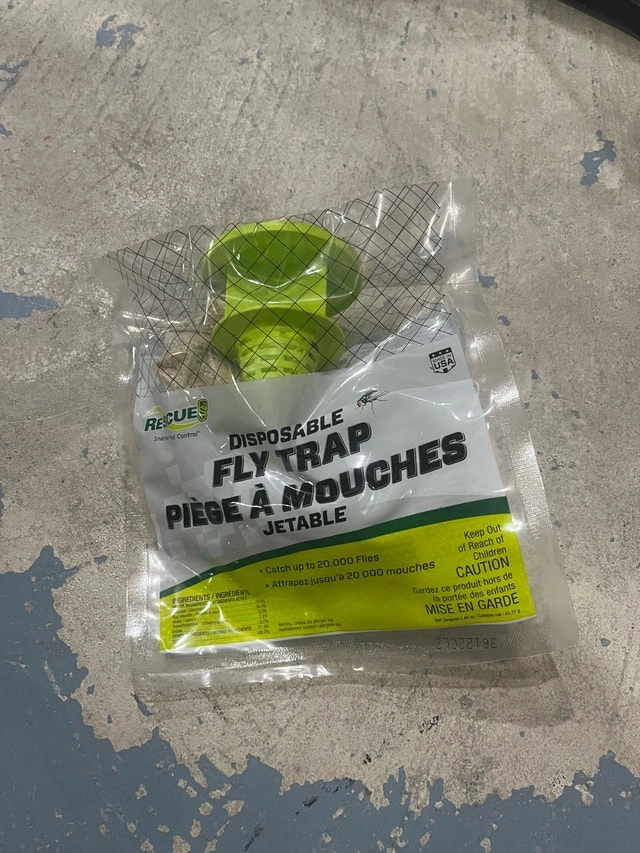 MADE IN
USA
RESCUE!
DISPOSABLE
FLY TRAP
PIÈGE À MOUCHES
JETABLE
• Catch up to 20,000 Flies
• Attrapez jusqu'à 20 000 mouches
Keep Out
of Reach of
Children
CAUTION
Gardez ce produit hors de
la portée des enfants
MISE EN GARDE
INGREDIENTS / INGRÉDIENTS